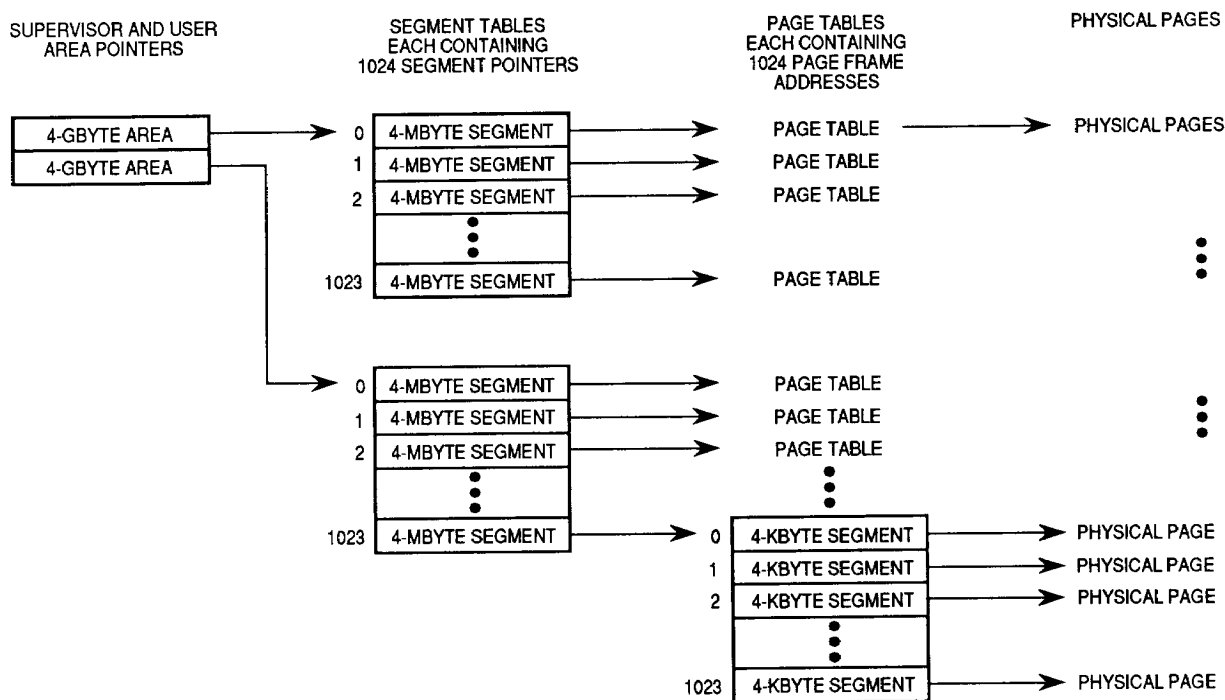 SUPERVISOR AND USER
AREA POINTERS
SEGMENT TABLES
EACH CONTAINING
1024 SEGMENT POINTERS
PAGE TABLES
EACH CONTAINING
1024 PAGE FRAME
ADDRESSES
PHYSICAL PAGES
4-GBYTE AREA
4-GBYTE AREA
0 4-MBYTE SEGMENT PAGE TABLE PHYSICAL PAGES
1 4-MBYTE SEGMENT PAGE TABLE
2 4-MBYTE SEGMENT PAGE TABLE
1023 4-MBYTE SEGMENT PAGE TABLE
0 4-MBYTE SEGMENT PAGE TABLE
1 4-MBYTE SEGMENT PAGE TABLE
2 4-MBYTE SEGMENT PAGE TABLE
1023 4-MBYTE SEGMENT
0 4-KBYTE SEGMENT PHYSICAL PAGE
1 4-KBYTE SEGMENT PHYSICAL PAGE
2 4-KBYTE SEGMENT PHYSICAL PAGE
1023 4-KBYTE SEGMENT PHYSICAL PAGE